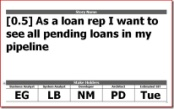 Story Name
[0.5] As a loan rep I want to
see all pending loans in my
pipeline
Stake Holders
EG LB NM PD Tue